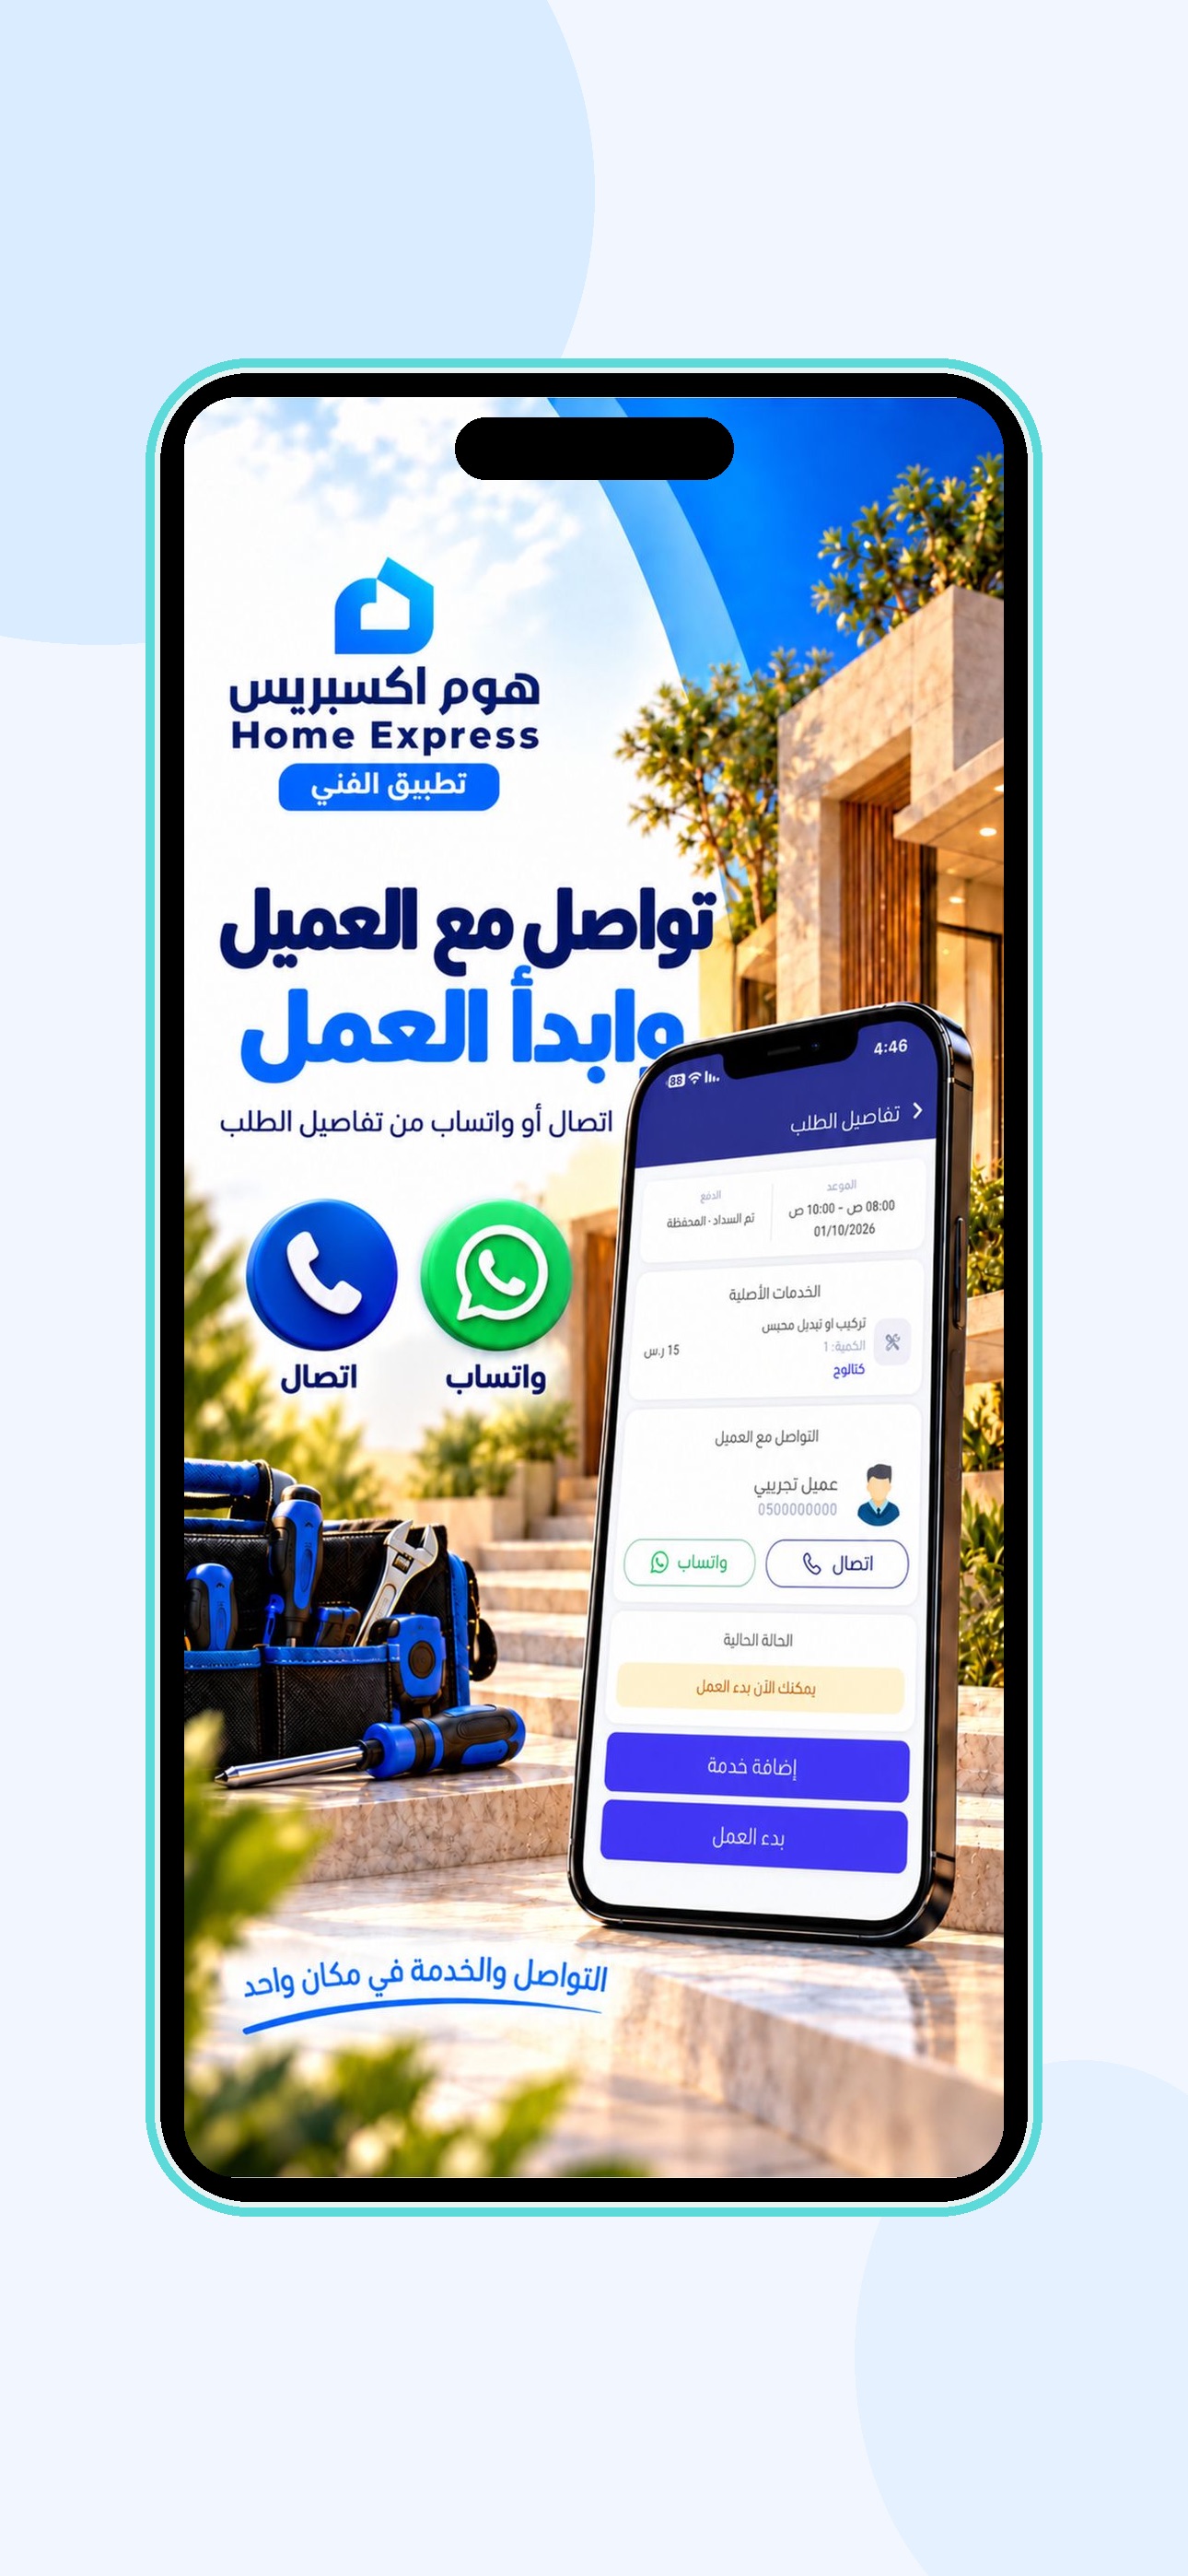 هوم اكسبريس
Home Express
تطبيق الفني
تواصل مع العميل
وابدأ العمل
اتصال أو واتساب من تفاصيل الطلب
اتصال
واتساب
4:46
88
تفاصيل الطلب
الموعد
08:00 ص - 10:00 ص
01/10/2026
الدفع
تم السداد - المحفظة
الخدمات الأصلية
تركيب او تبديل محبس
الكمية: 1
كتالوج
15 ر.س
التواصل مع العميل
عميل تجريبي
0500000000
اتصال
واتساب
الحالة الحالية
يمكنك الآن بدء العمل
إضافة خدمة
بدء العمل
التواصل والخدمة في مكان واحد